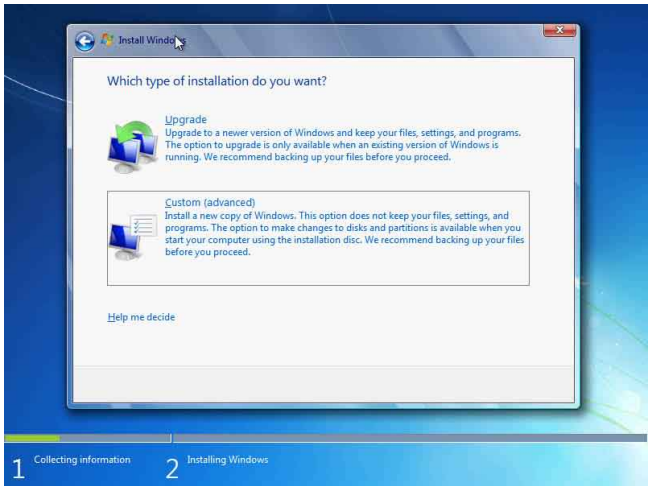 Install Windows
Which type of installation do you want?
Upgrade
Upgrade to a newer version of Windows and keep your files, settings, and programs.
The option to upgrade is only available when an existing version of Windows is
running. We recommend backing up your files before you proceed.
Custom (advanced)
Install a new copy of Windows. This option does not keep your files, settings, and
programs. The option to make changes to disks and partitions is available when you
start your computer using the installation disc. We recommend backing up your files
before you proceed.
Help me decide
1 Collecting information
2 Installing Windows